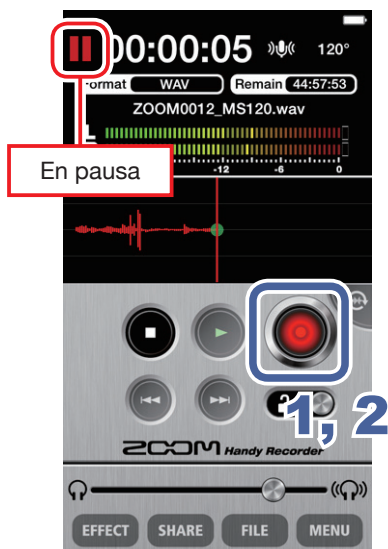 00:00:05 120°
Format WAV Remain 44:57:53
ZOOM0012_MS120.wav
L
En pausa
-12 -6 0
1, 2
ZOOM Handy Recorder
EFFECT SHARE FILE MENU